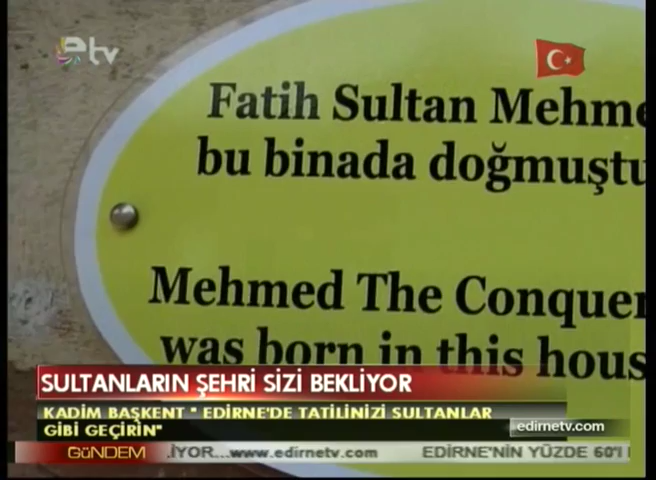 etv
Fatih Sultan Mehme
bu binada doğmuştu
Mehmed The Conquer
was born in this hous
SULTANLARIN ŞEHRİ SİZİ BEKLİYOR
KADİM BAŞKENT " EDİRNE'DE TATİLİNİZİ SULTANLAR
GİBİ GEÇİRİN"
edirnetv.com
GÜNDEM .İYOR... www.edirnetv.com EDİRNE'NİN YÜZDE 60'I